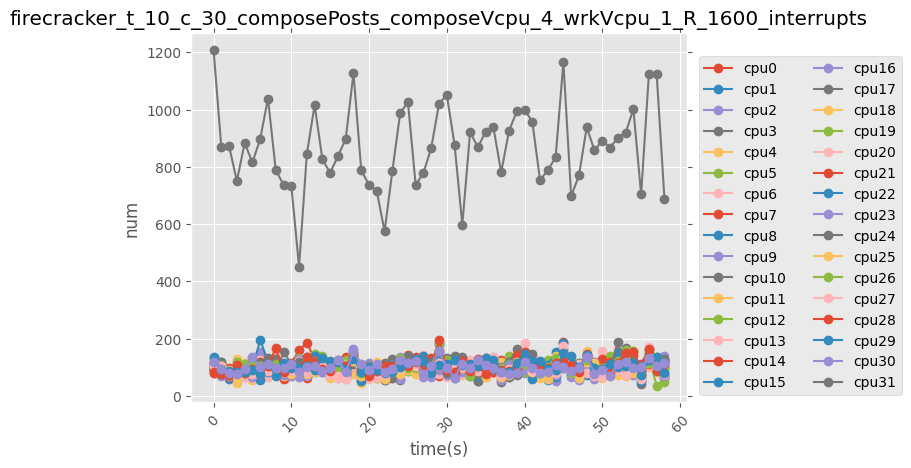 firecracker_t_10_c_30_composePosts_composeVcpu_4_wrkVcpu_1_R_1600_interrupts
1200
1000
800
600
400
200
0
num
0 10 20 30 40 50 60
time(s)
cpu0 cpu16
cpu1 cpu17
cpu2 cpu18
cpu3 cpu19
cpu4 cpu20
cpu5 cpu21
cpu6 cpu22
cpu7 cpu23
cpu8 cpu24
cpu9 cpu25
cpu10 cpu26
cpu11 cpu27
cpu12 cpu28
cpu13 cpu29
cpu14 cpu30
cpu15 cpu31